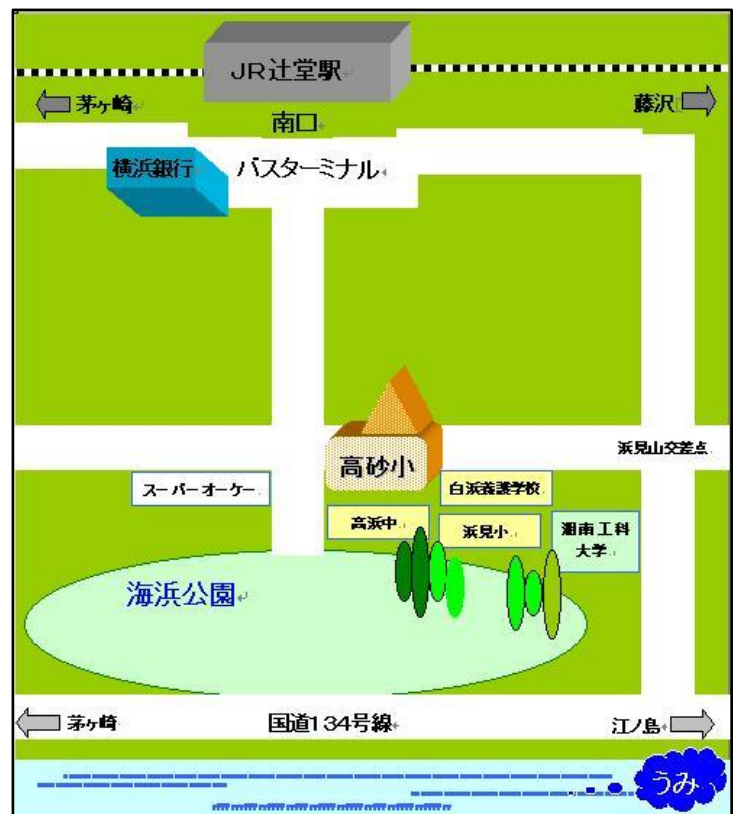 JR辻堂駅
茅ヶ崎
藤沢
南口
横浜銀行
バスターミナル
浜見山交差点
高砂小
スーパーオーケー
白浜養護学校
高浜中
浜見小
湘南工科
大学
海浜公園
茅ヶ崎
国道134号線
江ノ島
うみ